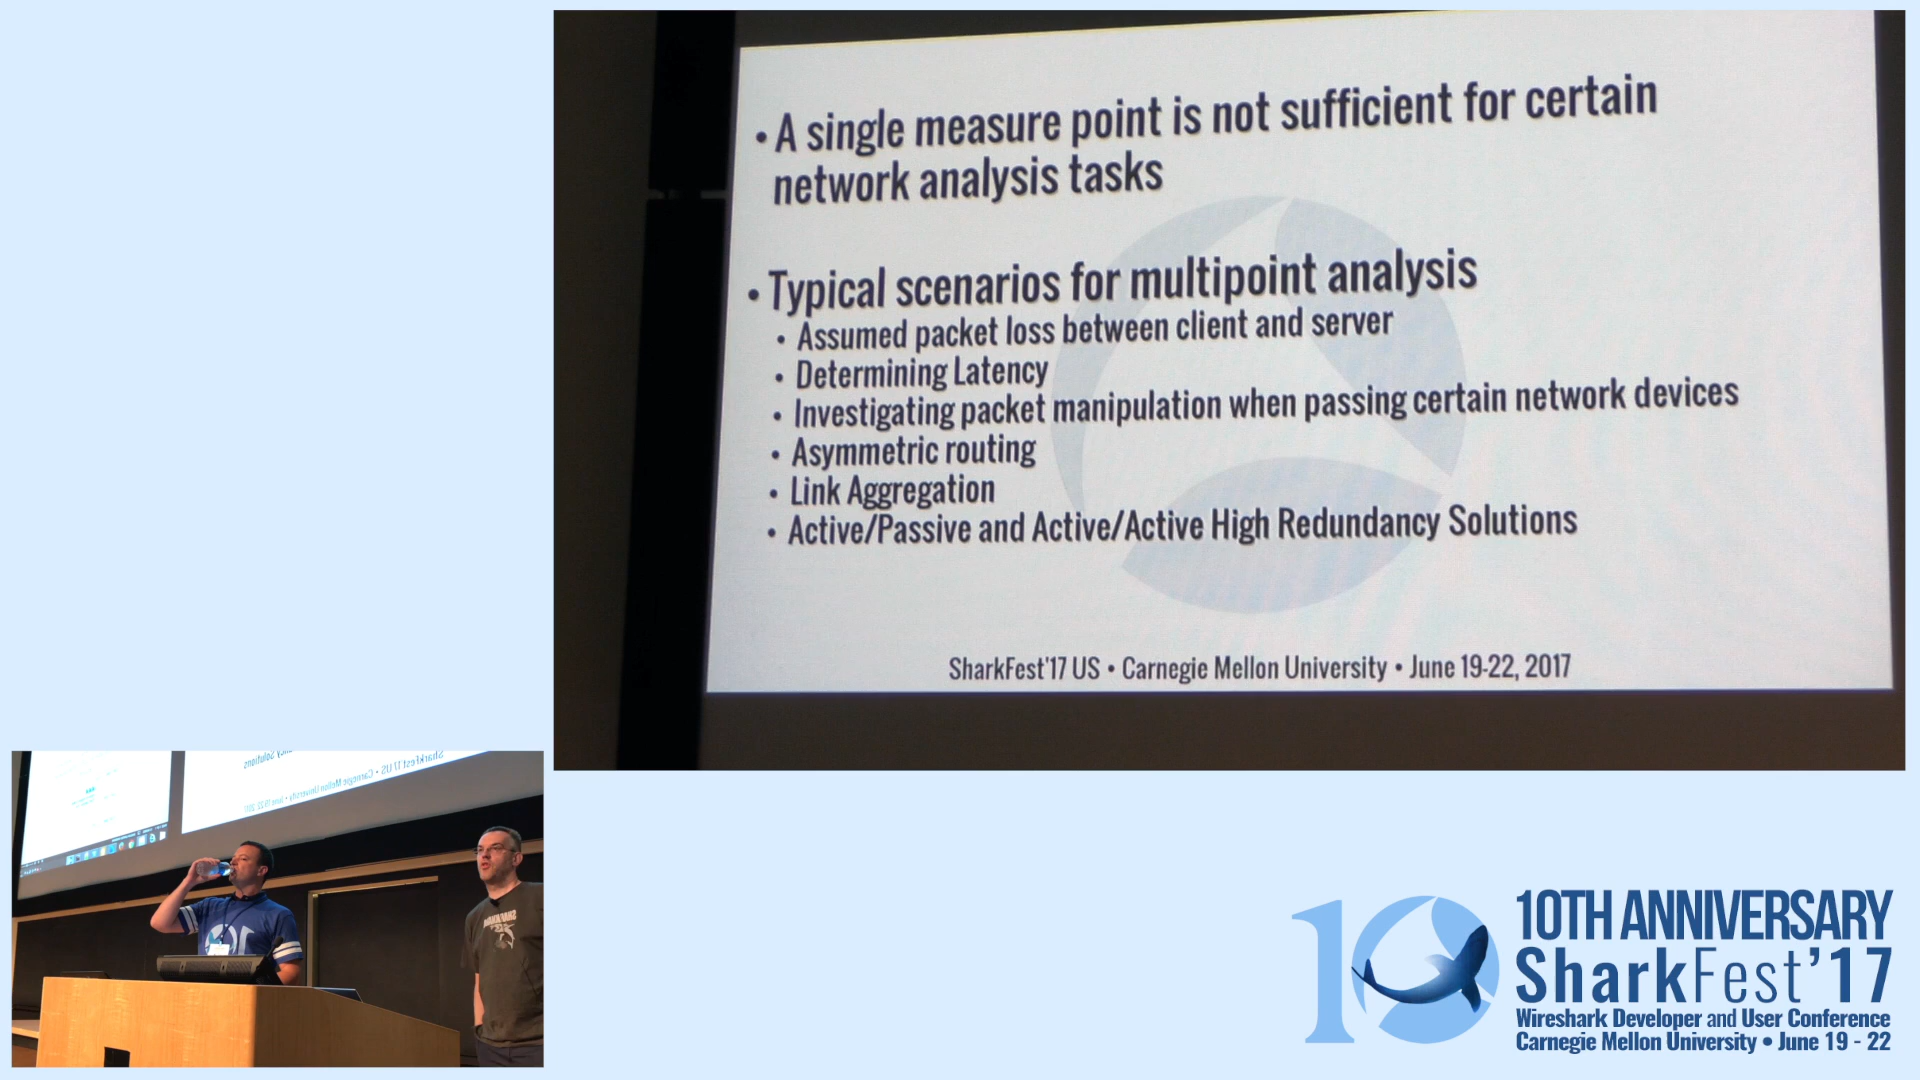 • A single measure point is not sufficient for certain
network analysis tasks
• Typical scenarios for multipoint analysis
• Assumed packet loss between client and server
• Determining Latency
• Investigating packet manipulation when passing certain network devices
• Asymmetric routing
• Link Aggregation
• Active/Passive and Active/Active High Redundancy Solutions
SharkFest'17 US • Carnegie Mellon University • June 19-22, 2017
10
10TH ANNIVERSARY
SharkFest'17
Wireshark Developer and User Conference
Carnegie Mellon University • June 19 - 22